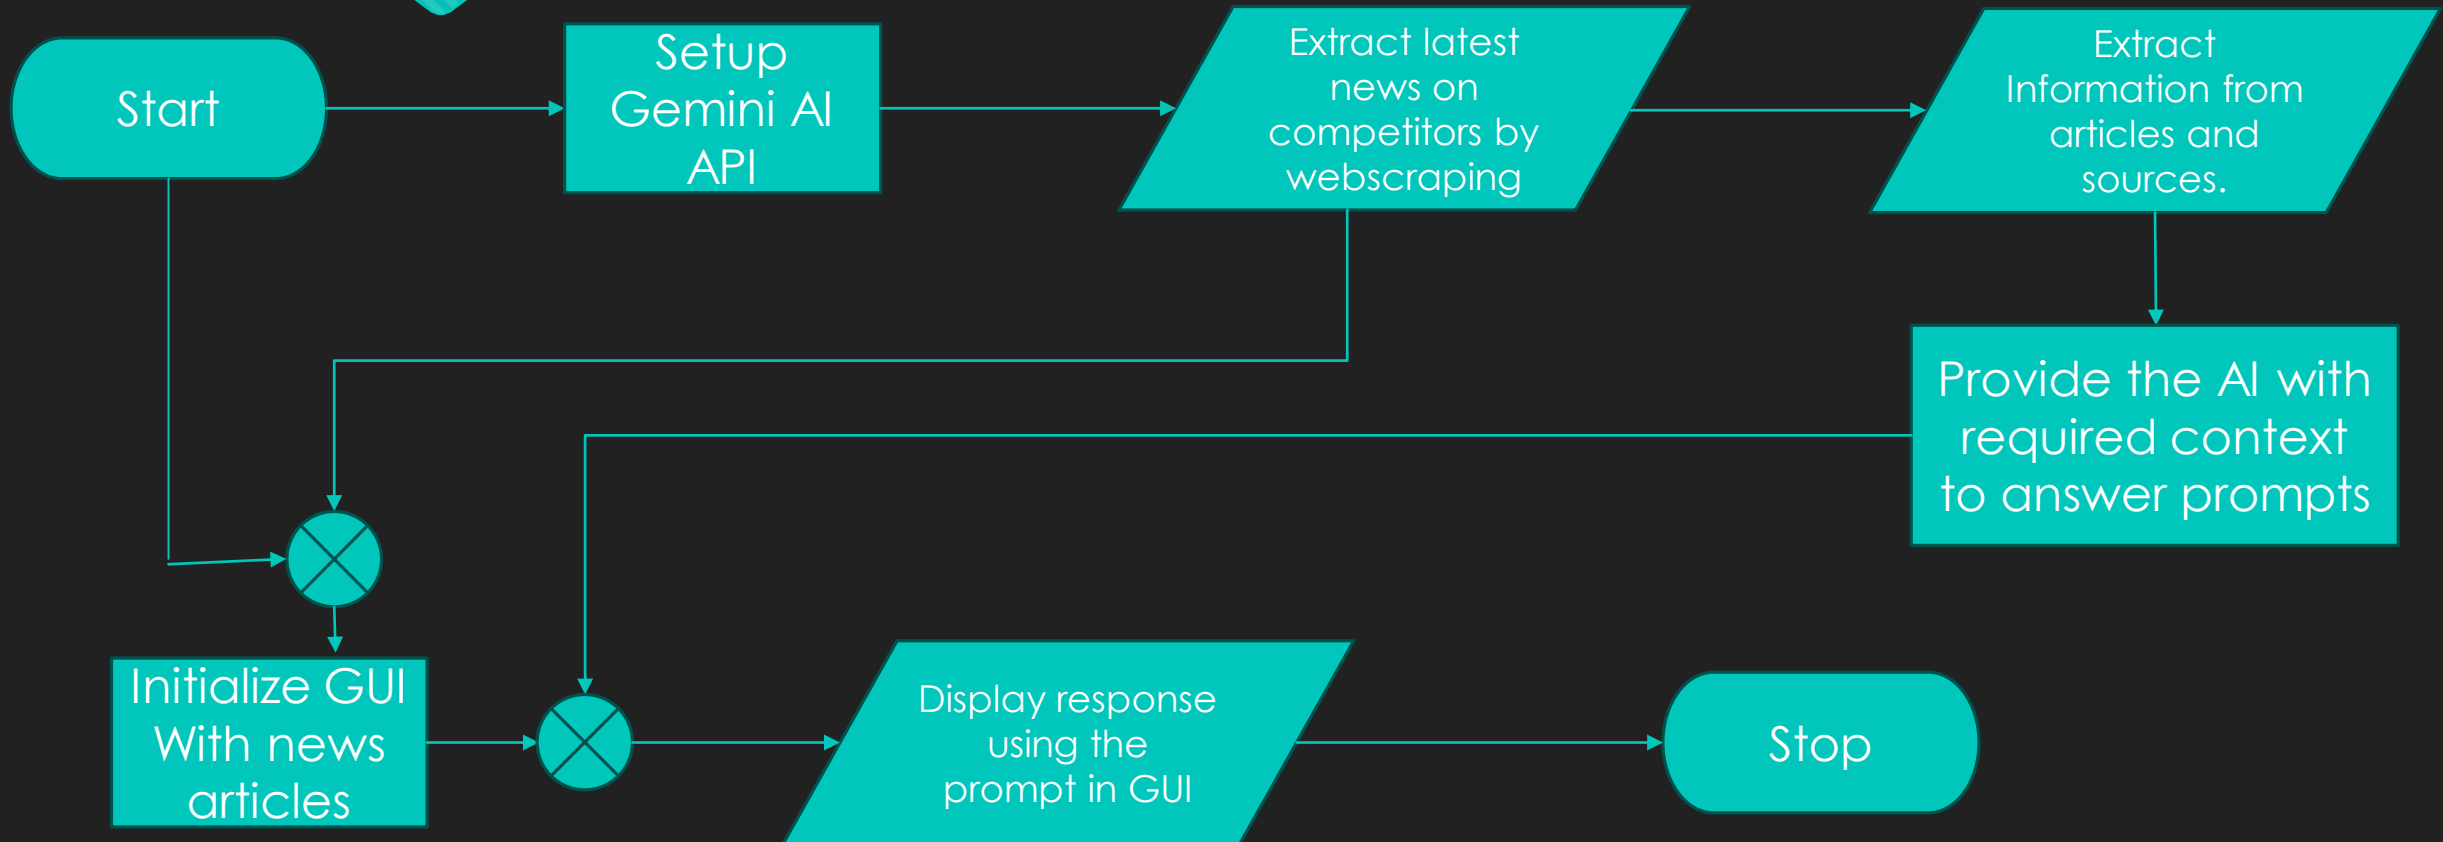 Start
Setup
Gemini AI
API
Extract latest
news on
competitors by
webscraping
Extract
Information from
articles and
sources.
Provide the AI with
required context
to answer prompts
Initialize GUI
With news
articles
Display response
using the
prompt in GUI
Stop